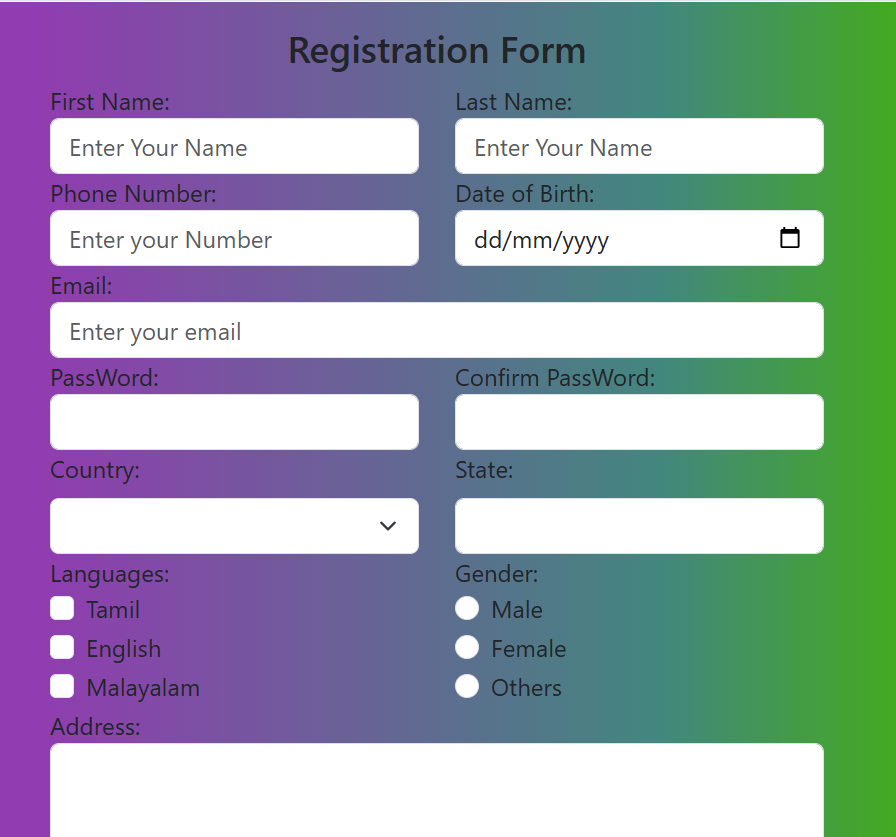 Registration Form
First Name: Last Name:
Enter Your Name Enter Your Name
Phone Number: Date of Birth:
Enter your Number dd/mm/yyyy
Email:
Enter your email
PassWord: Confirm PassWord:
Country: State:
Languages: Gender:
Tamil Male
English Female
Malayalam Others
Address: